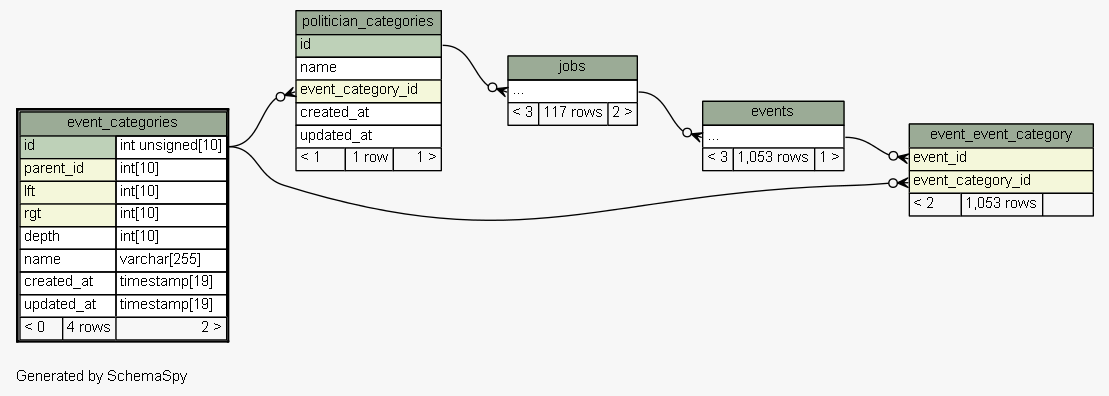 politician_categories
id
name
event_category_id
created_at
updated_at
< 1 1 row 1 >
jobs
...
< 3 117 rows 2 >
events
...
< 3 1,053 rows 1 >
event_event_category
event_id
event_category_id
< 2 1,053 rows
event_categories
id int unsigned[10]
parent_id int[10]
lft int[10]
rgt int[10]
depth int[10]
name varchar[255]
created_at timestamp[19]
updated_at timestamp[19]
< 0 4 rows 2 >
Generated by SchemaSpy